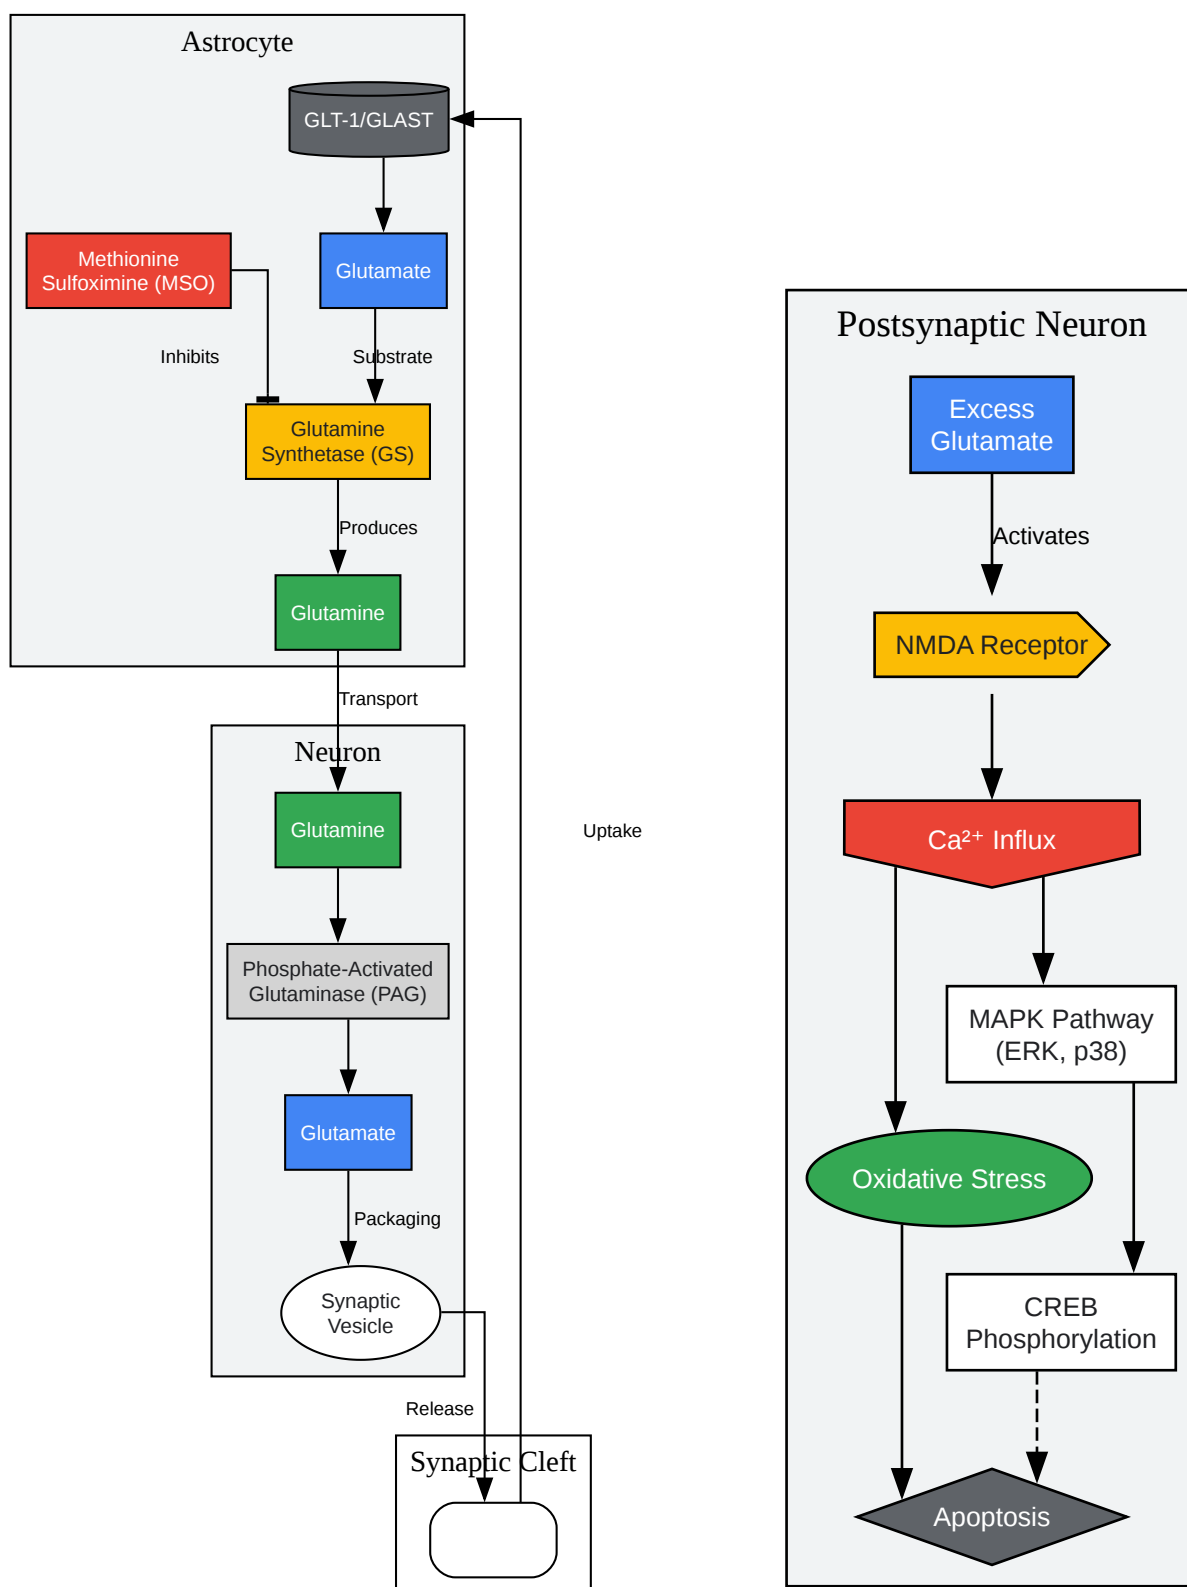 Astrocyte
GLT-1/GLAST
Methionine
Sulfoximine (MSO)
Glutamate
Inhibits
Substrate
Glutamine
Synthetase (GS)
Produces
Glutamine
Transport
Neuron
Glutamine
Uptake
Phosphate-Activated
Glutaminase (PAG)
Glutamate
Packaging
Synaptic
Vesicle
Release
Synaptic Cleft
Postsynaptic Neuron
Excess
Glutamate
Activates
NMDA Receptor
Ca²⁺ Influx
MAPK Pathway
(ERK, p38)
Oxidative Stress
CREB
Phosphorylation
Apoptosis